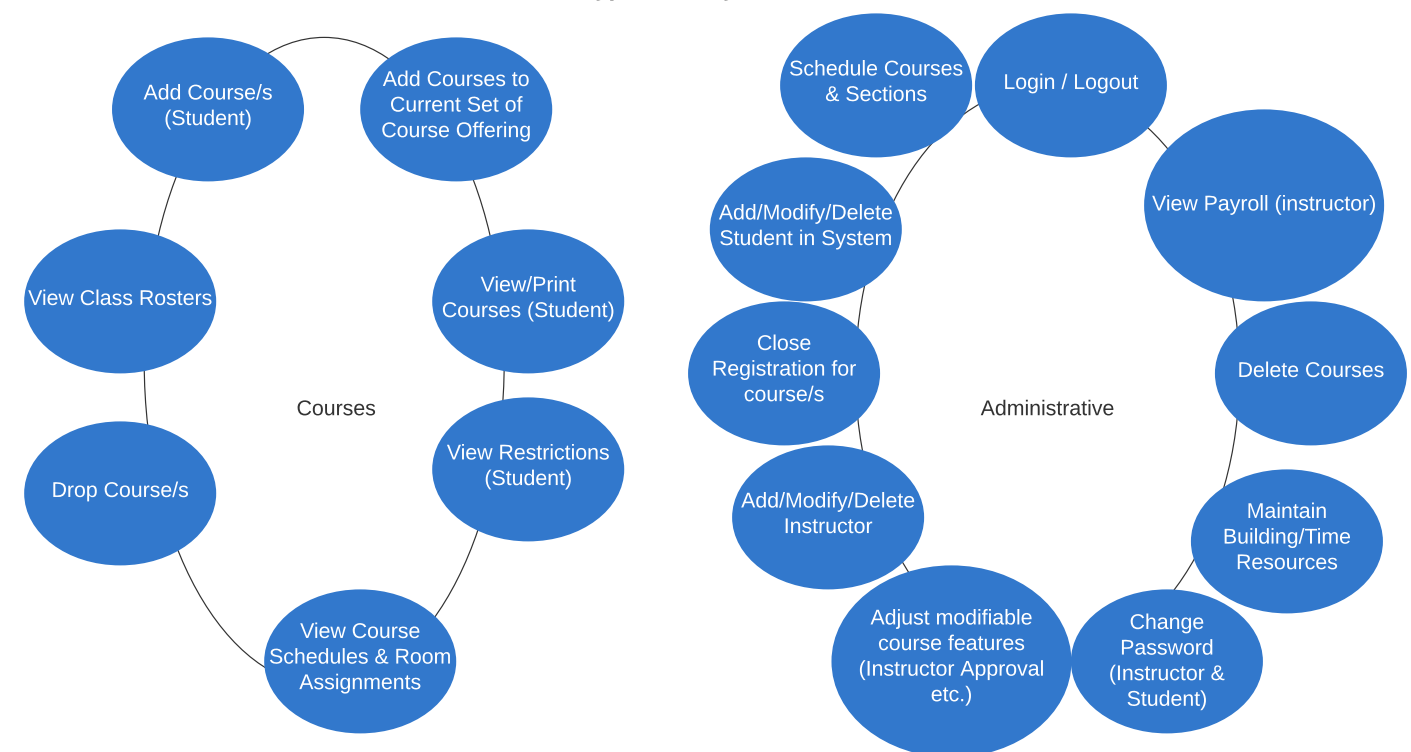 Add Course/s
(Student)
Add Courses to
Current Set of
Course Offering
View Class Rosters
View/Print
Courses (Student)
Courses
View Restrictions
(Student)
Drop Course/s
View Course
Schedules & Room
Assignments
Schedule Courses
& Sections
Login / Logout
Add/Modify/Delete
Student in System
View Payroll (instructor)
Close
Registration for
course/s
Delete Courses
Administrative
Add/Modify/Delete
Instructor
Maintain
Building/Time
Resources
Adjust modifiable
course features
(Instructor Approval
etc.)
Change
Password
(Instructor &
Student)